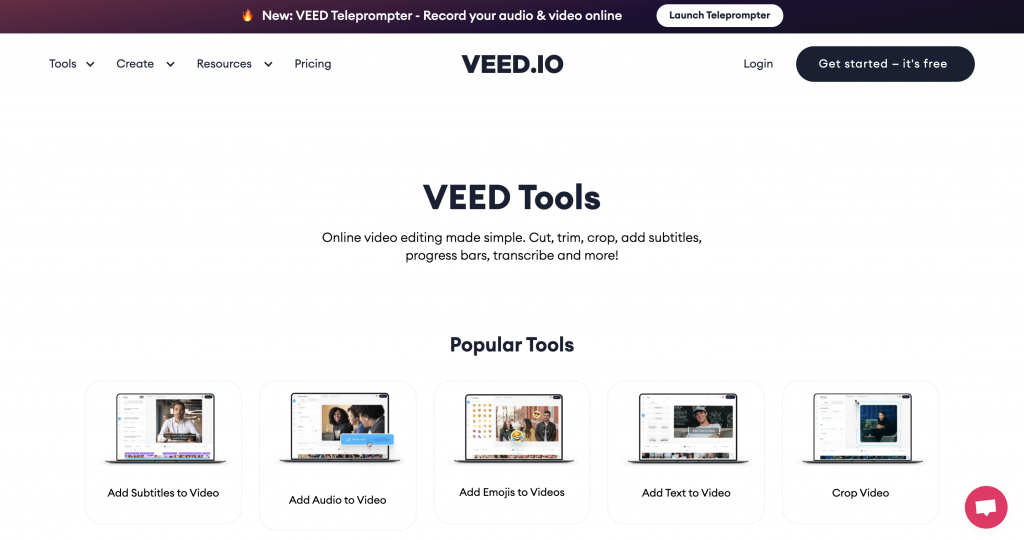 🔥 New: VEED Teleprompter - Record your audio & video online
Launch Teleprompter
Tools
Create
Resources
Pricing
VEED.IO
Login
Get started – it's free
VEED Tools
Online video editing made simple. Cut, trim, crop, add subtitles,
progress bars, transcribe and more!
Popular Tools
Add Subtitles to Video
Add Audio to Video
Add Emojis to Videos
Add Text to Video
Crop Video